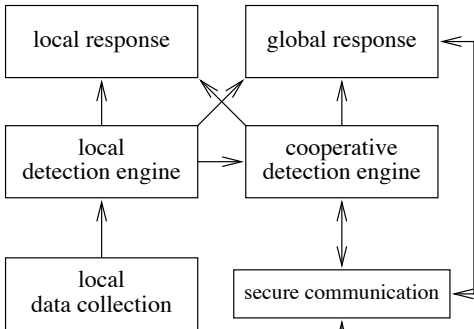 local response
global response
local
detection engine
cooperative
detection engine
local
data collection
secure communication